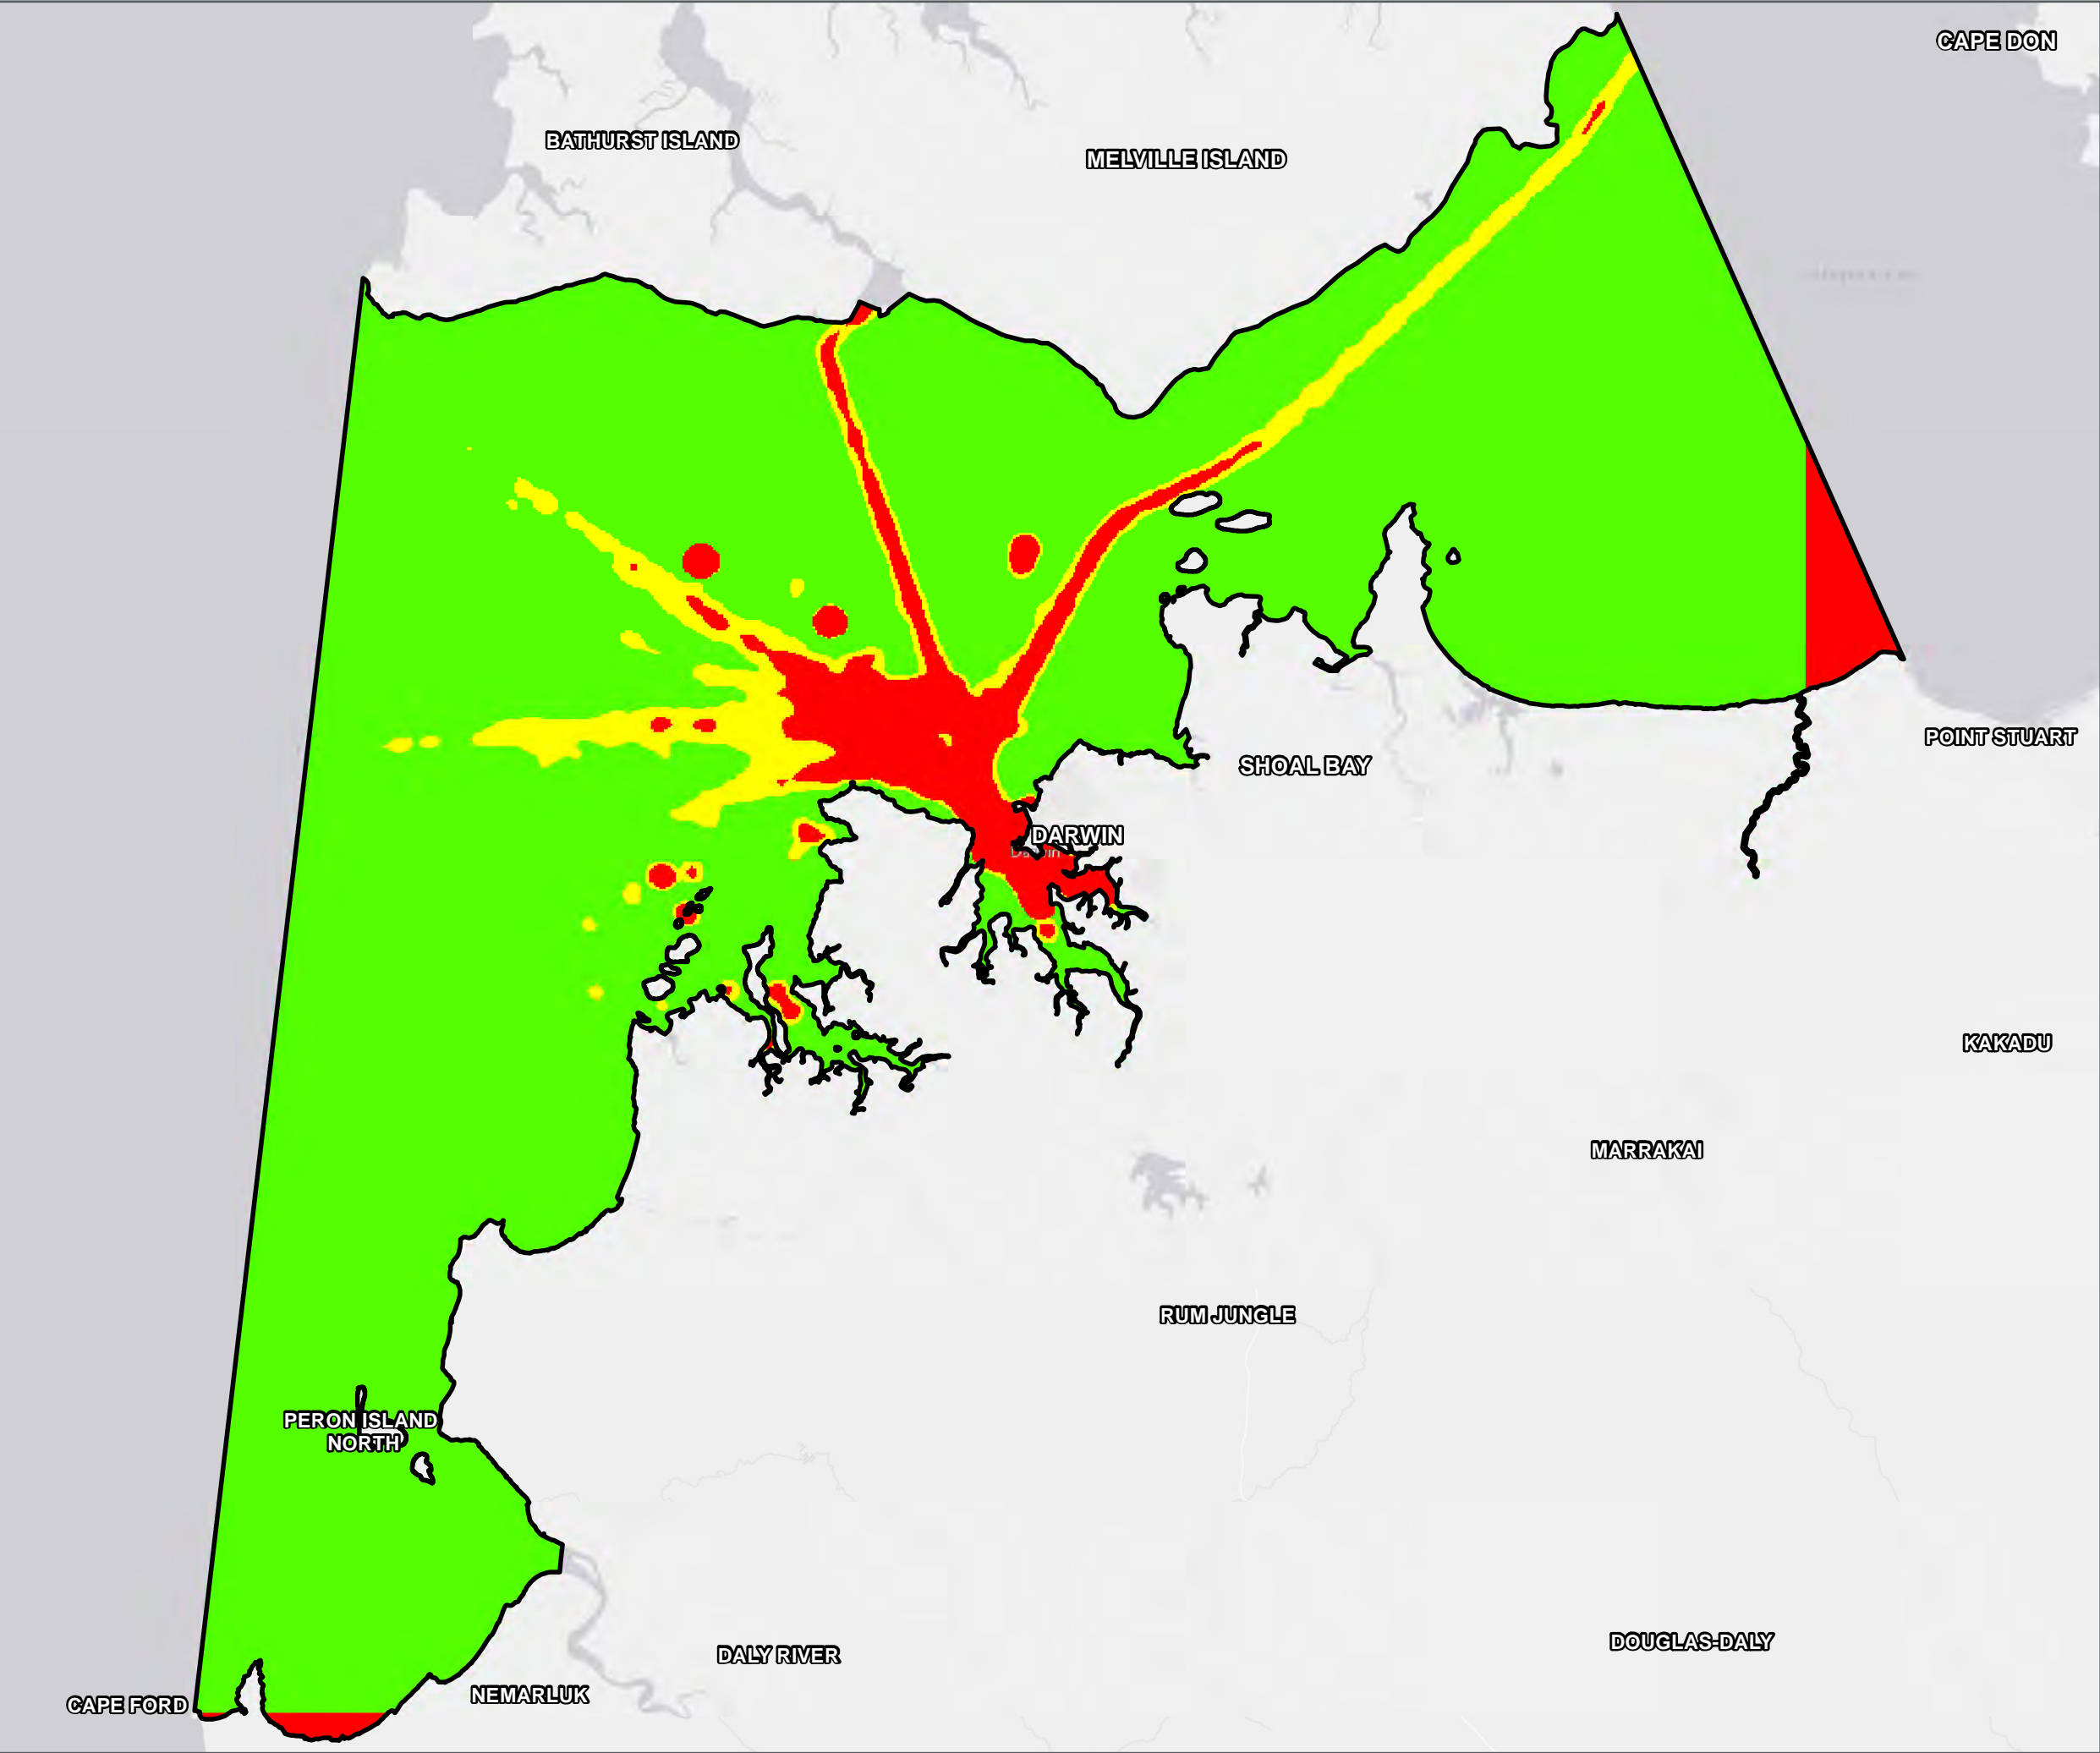 CAPE DON
BATHURST ISLAND
MELVILLE ISLAND
POINT STUART
SHOAL BAY
DARWIN
Darwin
KAKADU
MARRAKAI
RUM JUNGLE
PERON ISLAND
NORTH
DOUGLAS-DALY
DALY RIVER
NEMARLUK
CAPE FORD